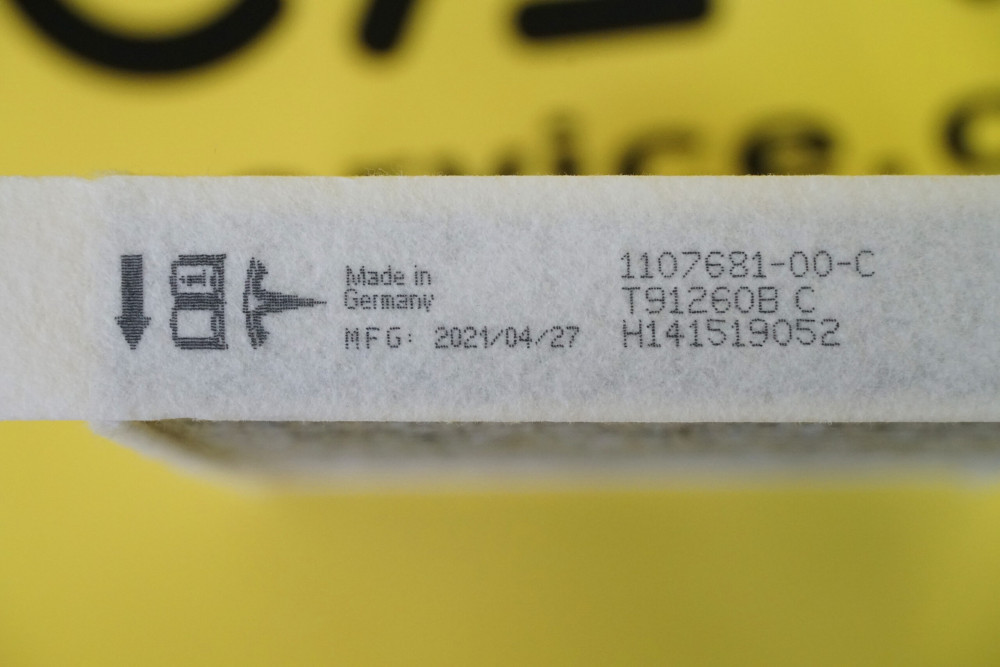 Made in
Germany
MFG: 2021/04/27
1107681-00-C
T91260B C
H141519052